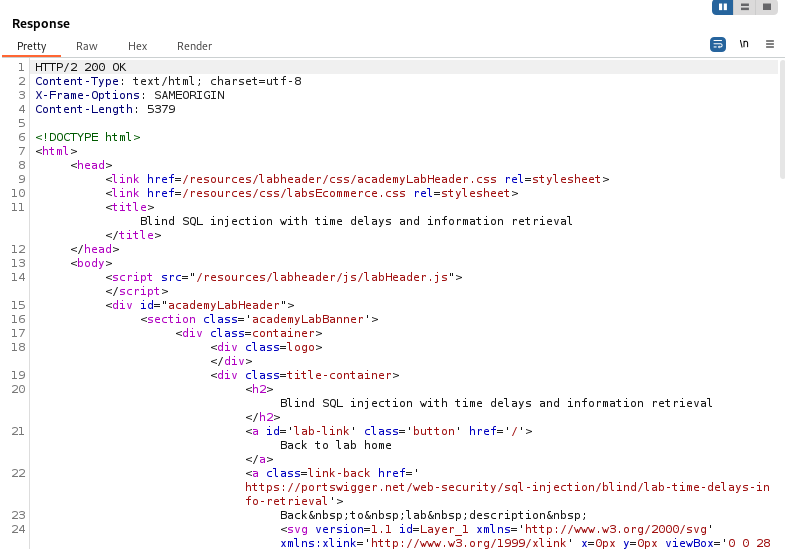 Response
Pretty Raw Hex Render \n
1 HTTP/2 200 OK
2 Content-Type: text/html; charset=utf-8
3 X-Frame-Options: SAMEORIGIN
4 Content-Length: 5379
5
6 <!DOCTYPE html>
7 <html>
8 <head>
9 <link href=/resources/labheader/css/academyLabHeader.css rel=stylesheet>
10 <link href=/resources/css/labsEcommerce.css rel=stylesheet>
11 <title>
Blind SQL injection with time delays and information retrieval
</title>
12 </head>
13 <body>
14 <script src="/resources/labheader/js/labHeader.js">
</script>
15 <div id="academyLabHeader">
16 <section class='academyLabBanner'>
17 <div class=container>
18 <div class=logo>
</div>
19 <div class=title-container>
20 <h2>
Blind SQL injection with time delays and information retrieval
</h2>
21 <a id='lab-link' class='button' href='/'>
Back to lab home
</a>
22 <a class=link-back href='
https://portswigger.net/web-security/sql-injection/blind/lab-time-delays-in
fo-retrieval'>
23 Back&nbsp;to&nbsp;lab&nbsp;description&nbsp;
24 <svg version=1.1 id=Layer_1 xmlns='http://www.w3.org/2000/svg'
xmlns:xlink='http://www.w3.org/1999/xlink' x=0px y=0px viewBox='0 0 28